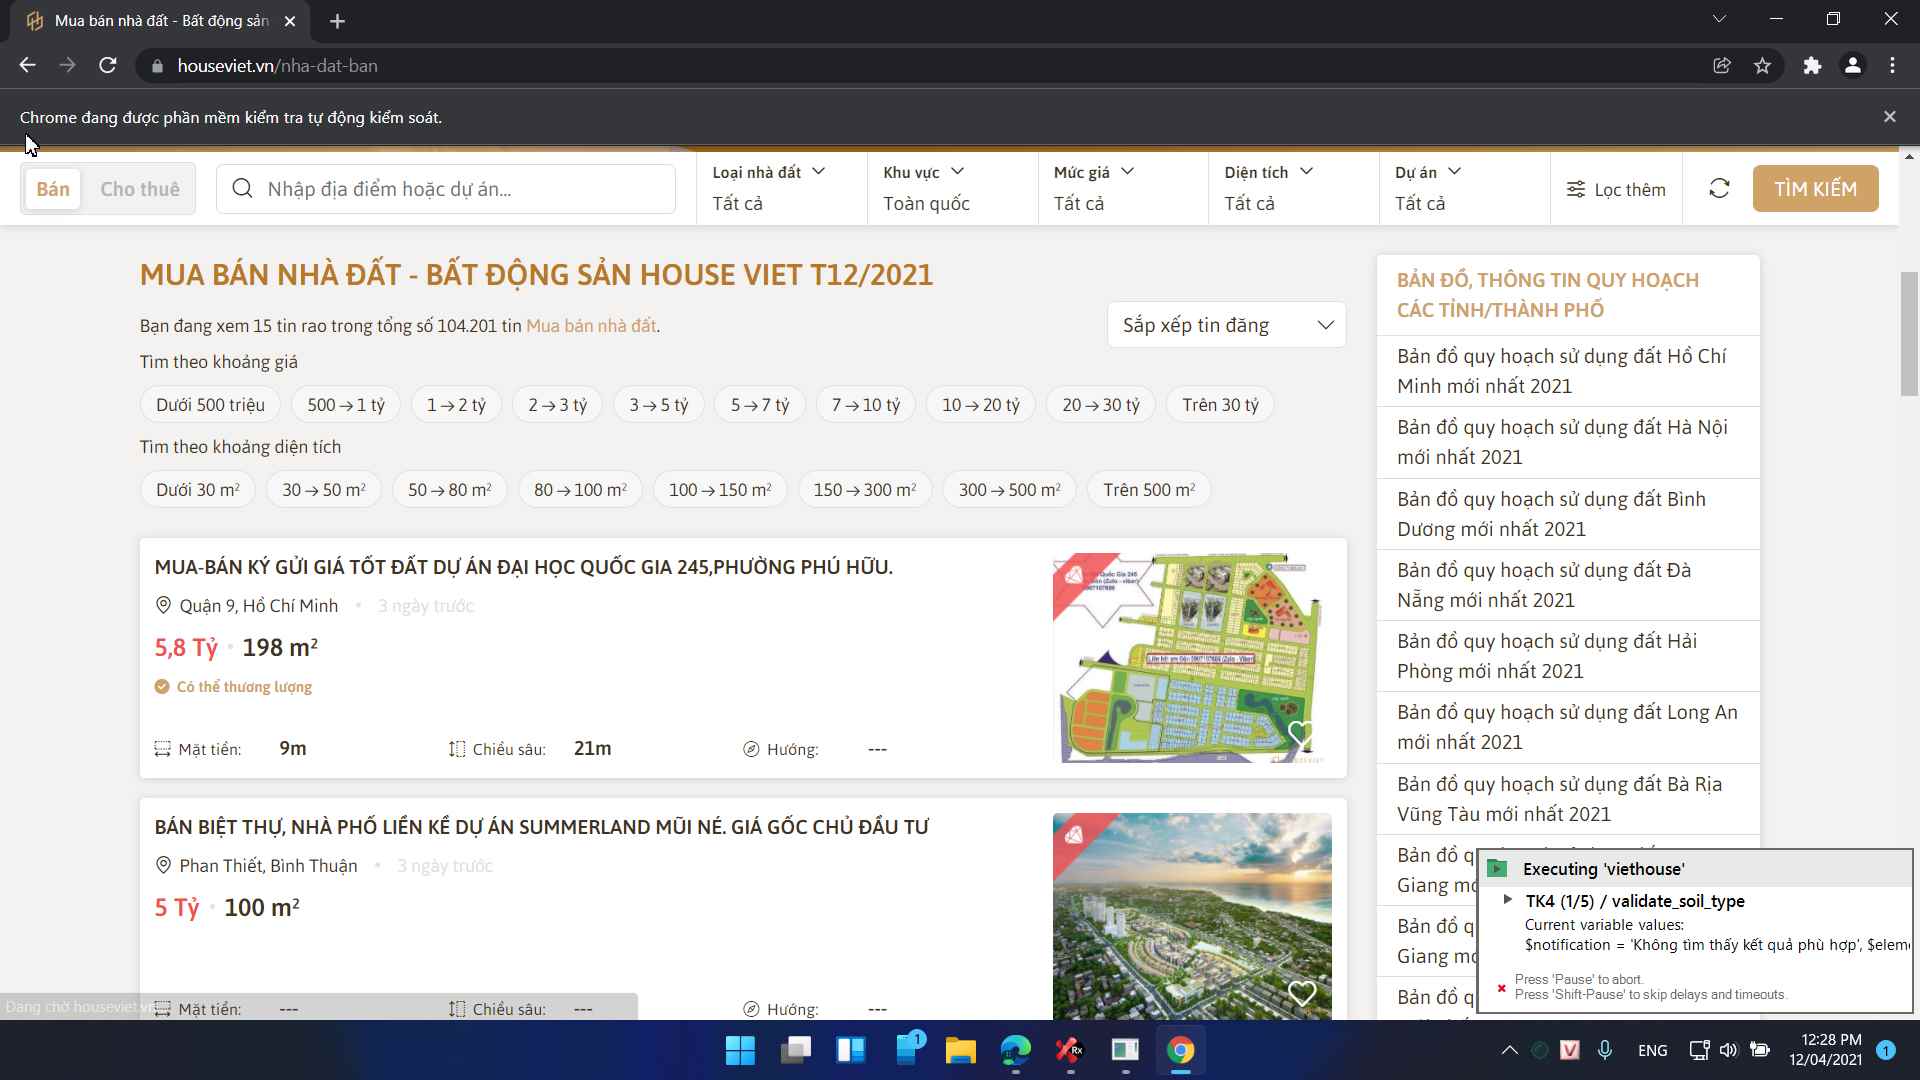 Mua bán nhà đất - Bất động sản
houseviet.vn/nha-dat-ban
Chrome đang được phần mềm kiểm tra tự động kiểm soát.
Bán
Cho thuê
Nhập địa điểm hoặc dự án...
Loại nhà đất
Tất cả
Khu vực
Toàn quốc
Mức giá
Tất cả
Diện tích
Tất cả
Dự án
Tất cả
Lọc thêm
TÌM KIẾM
MUA BÁN NHÀ ĐẤT - BẤT ĐỘNG SẢN HOUSE VIET T12/2021
Bạn đang xem 15 tin rao trong tổng số 104.201 tin Mua bán nhà đất.
Sắp xếp tin đăng
Tìm theo khoảng giá
Dưới 500 triệu
500 → 1 tỷ
1 → 2 tỷ
2 → 3 tỷ
3 → 5 tỷ
5 → 7 tỷ
7 → 10 tỷ
10 → 20 tỷ
20 → 30 tỷ
Trên 30 tỷ
Tìm theo khoảng diện tích
Dưới 30 m²
30 → 50 m²
50 → 80 m²
80 → 100 m²
100 → 150 m²
150 → 300 m²
300 → 500 m²
Trên 500 m²
MUA-BÁN KÝ GỬI GIÁ TỐT ĐẤT DỰ ÁN ĐẠI HỌC QUỐC GIA 245,PHƯỜNG PHÚ HỮU.
Quận 9, Hồ Chí Minh • 3 ngày trước
5,8 Tỷ • 198 m²
Có thể thương lượng
Mặt tiền: 9m
Chiều sâu: 21m
Hướng: ---
BÁN BIỆT THỰ, NHÀ PHỐ LIỀN KỀ DỰ ÁN SUMMERLAND MŨI NÉ. GIÁ GỐC CHỦ ĐẦU TƯ
Phan Thiết, Bình Thuận • 3 ngày trước
5 Tỷ • 100 m²
Mặt tiền: ---
Chiều sâu: ---
Hướng: ---
Đang chờ houseviet.vn
BẢN ĐỒ, THÔNG TIN QUY HOẠCH
CÁC TỈNH/THÀNH PHỐ
Bản đồ quy hoạch sử dụng đất Hồ Chí
Minh mới nhất 2021
Bản đồ quy hoạch sử dụng đất Hà Nội
mới nhất 2021
Bản đồ quy hoạch sử dụng đất Bình
Dương mới nhất 2021
Bản đồ quy hoạch sử dụng đất Đà
Nẵng mới nhất 2021
Bản đồ quy hoạch sử dụng đất Hải
Phòng mới nhất 2021
Bản đồ quy hoạch sử dụng đất Long An
mới nhất 2021
Bản đồ quy hoạch sử dụng đất Bà Rịa
Vũng Tàu mới nhất 2021
Bản đồ
Giang
Bản đồ
Giang
Bản đồ
Executing 'viethouse'
TK4 (1/5) / validate_soil_type
Current variable values:
$notification = 'Không tìm thấy kết quả phù hợp',
Press 'Pause' to abort.
Press 'Shift-Pause' to skip delays and timeouts.
1
Rx
V
ENG
12:28 PM
12/04/2021
1